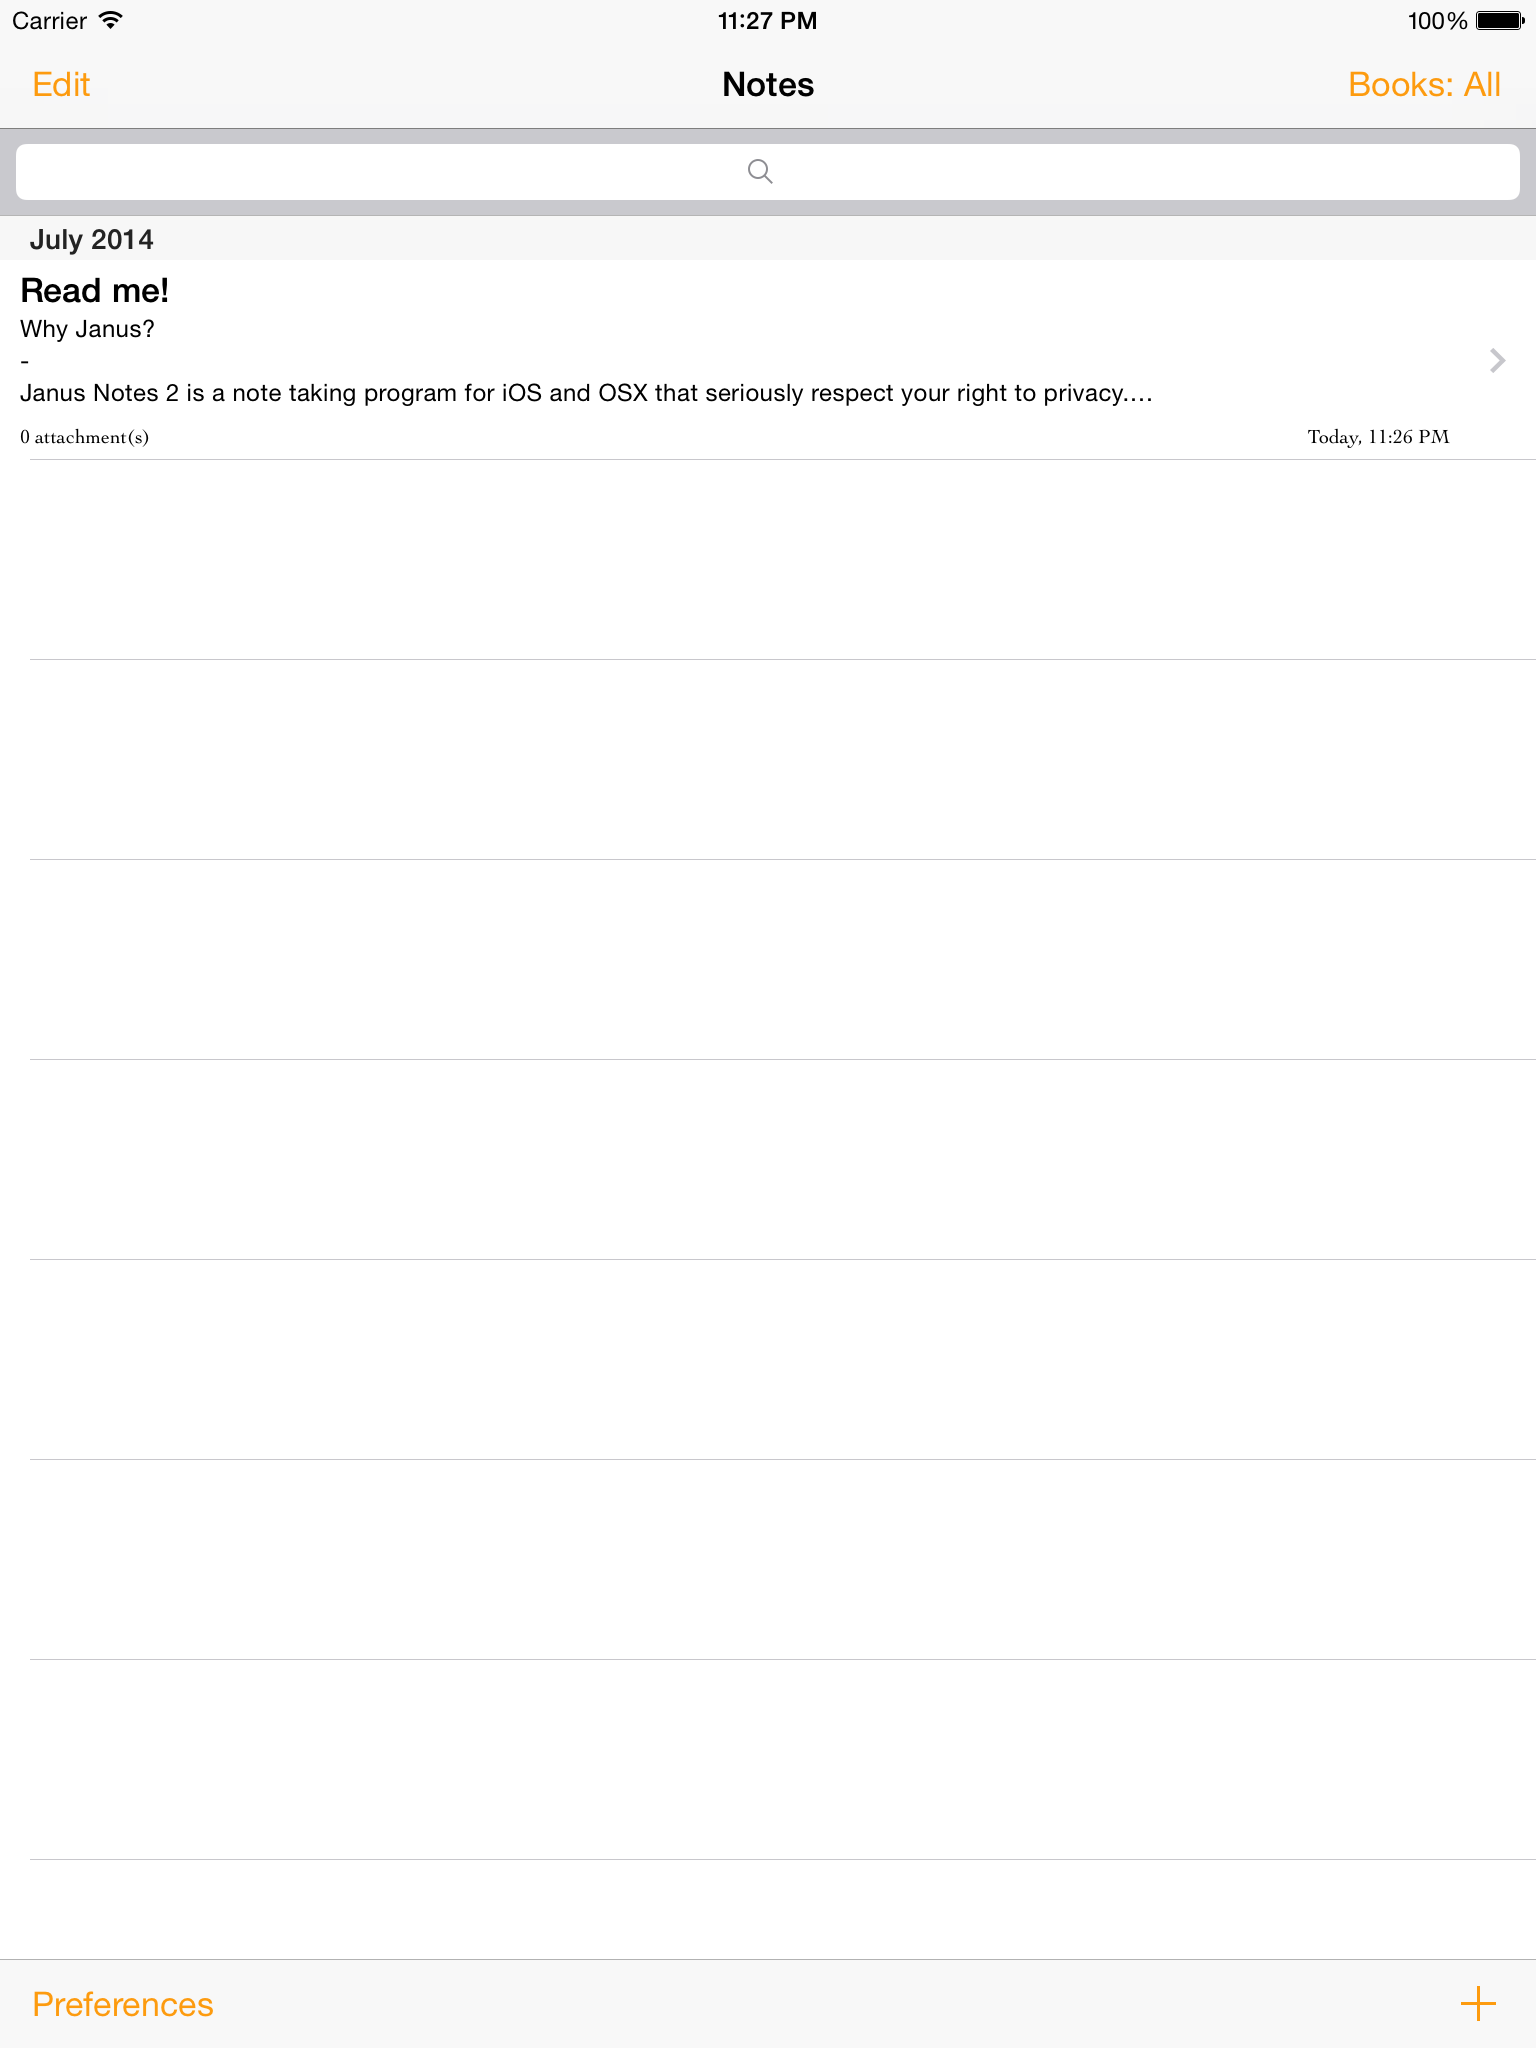 Carrier 11:27 PM 100%
Edit Notes Books: All
July 2014
Read me!
Why Janus?
-
Janus Notes 2 is a note taking program for iOS and OSX that seriously respect your right to privacy....
0 attachment(s) Today, 11:26 PM
Preferences